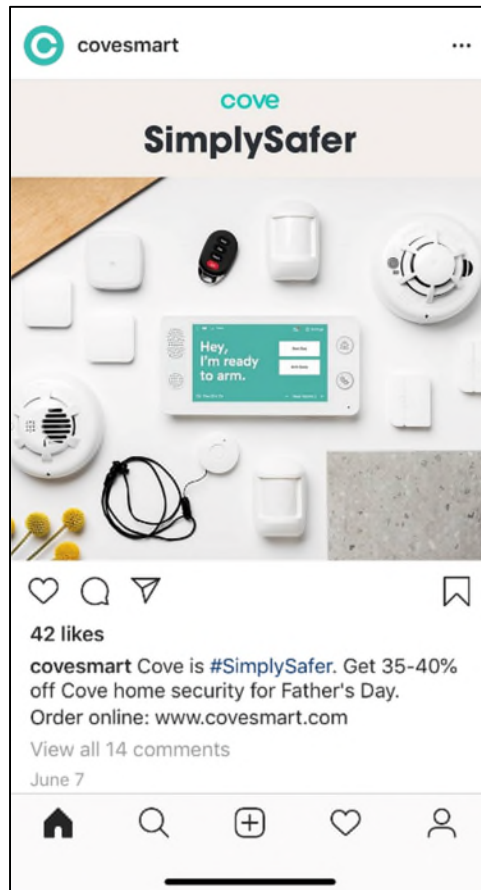 covesmart
cove
SimplySafer
Hey,
I'm ready
to arm.
42 likes
covesmart Cove is #SimplySafer. Get 35-40%
off Cove home security for Father's Day.
Order online: www.covesmart.com
View all 14 comments
June 7